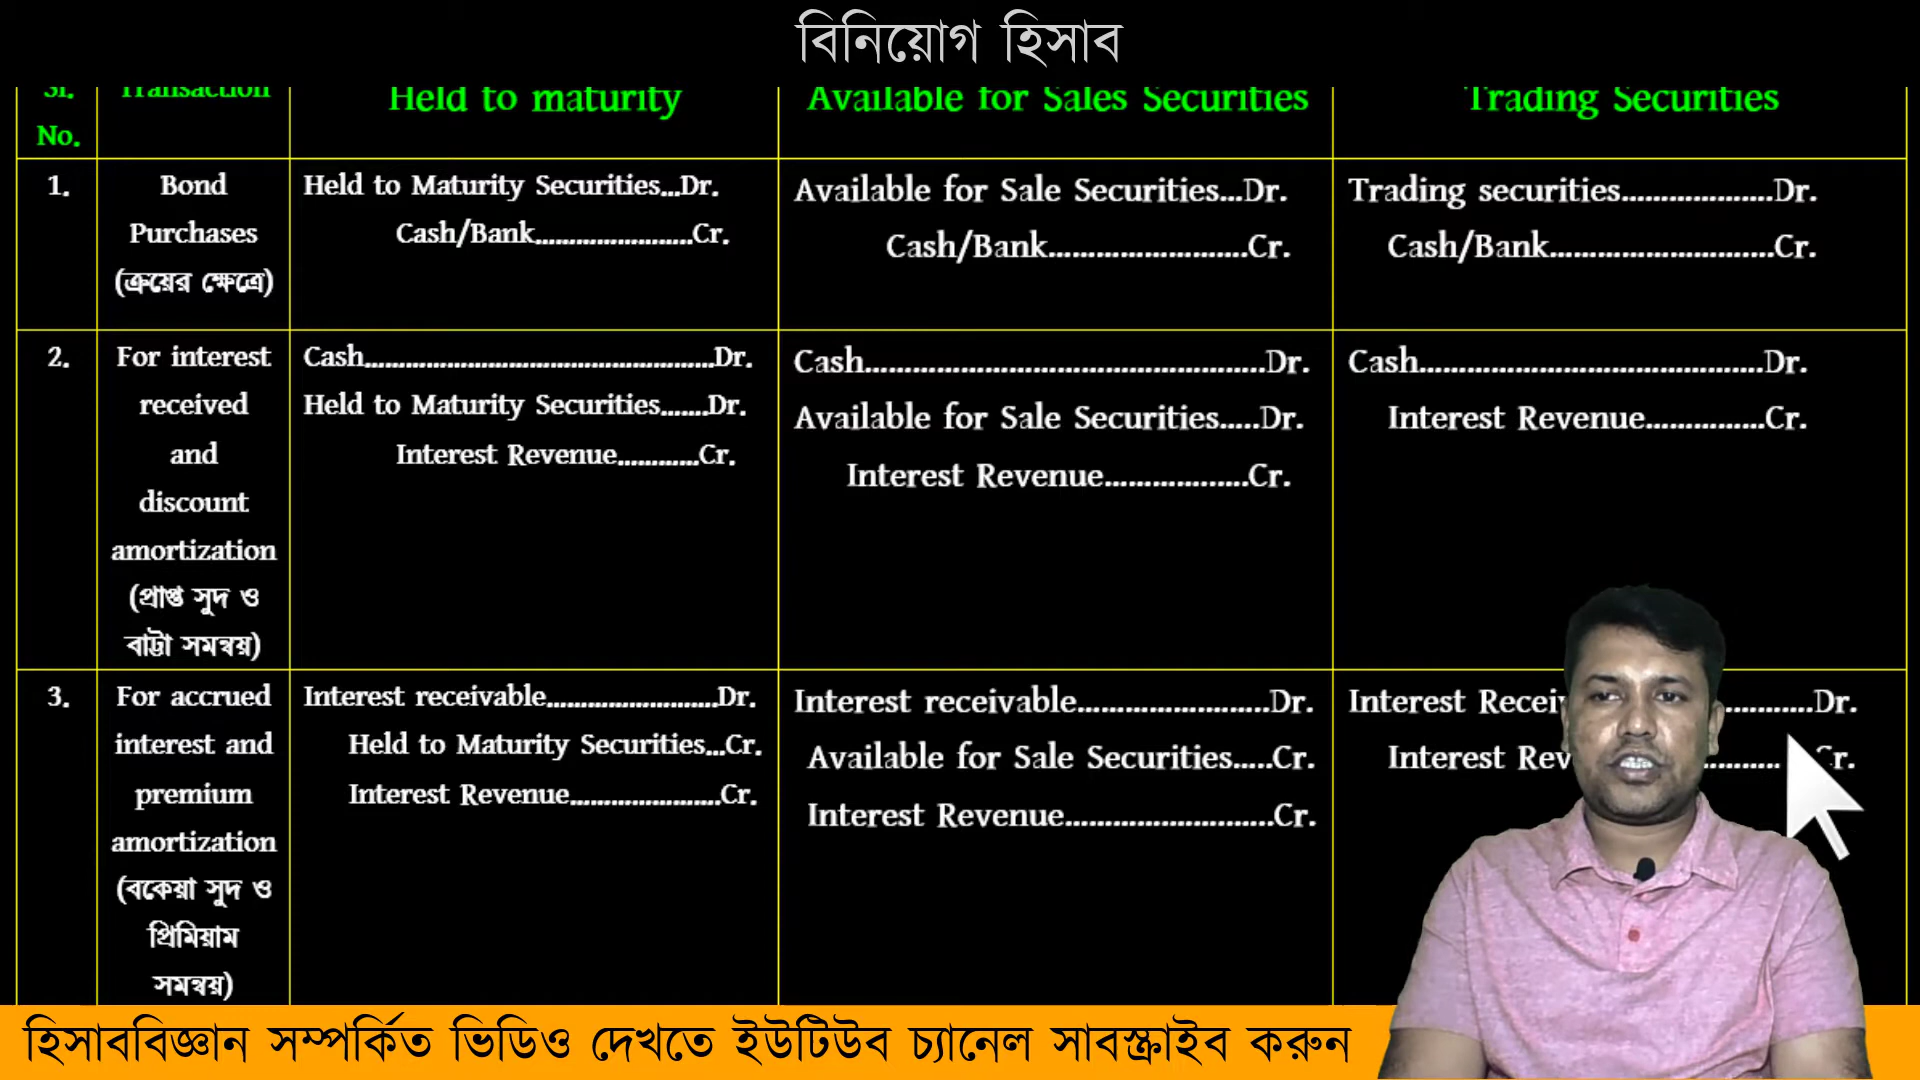 বিনিয়োগ হিসাব
Sr. No.
Transaction
Held to maturity
Available for Sales Securities
Trading Securities
1.
Bond
Purchases
(ক্রয়ের ক্ষেত্রে)
Held to Maturity Securities...Dr.
Cash/Bank.......................Cr.
Available for Sale Securities...Dr.
Cash/Bank.........................Cr.
Trading securities...................Dr.
Cash/Bank............................Cr.
2.
For interest
received
and
discount
amortization
(প্রাপ্ত সুদ ও
বাট্টা সমন্বয়)
Cash....................................................Dr.
Held to Maturity Securities.......Dr.
Interest Revenue............Cr.
Cash..................................................Dr.
Available for Sale Securities.....Dr.
Interest Revenue..................Cr.
Cash...........................................Dr.
Interest Revenue...............Cr.
3.
For accrued
interest and
premium
amortization
(বকেয়া সুদ ও
প্রিমিয়াম
সমন্বয়)
Interest receivable.........................Dr.
Held to Maturity Securities...Cr.
Interest Revenue......................Cr.
Interest receivable........................Dr.
Available for Sale Securities.....Cr.
Interest Revenue..........................Cr.
Interest ............Dr.
Interest ..........Cr.
হিসাববিজ্ঞান সম্পর্কিত ভিডিও দেখতে ইউটিউব চ্যানেল সাবস্ক্রাইব করুন